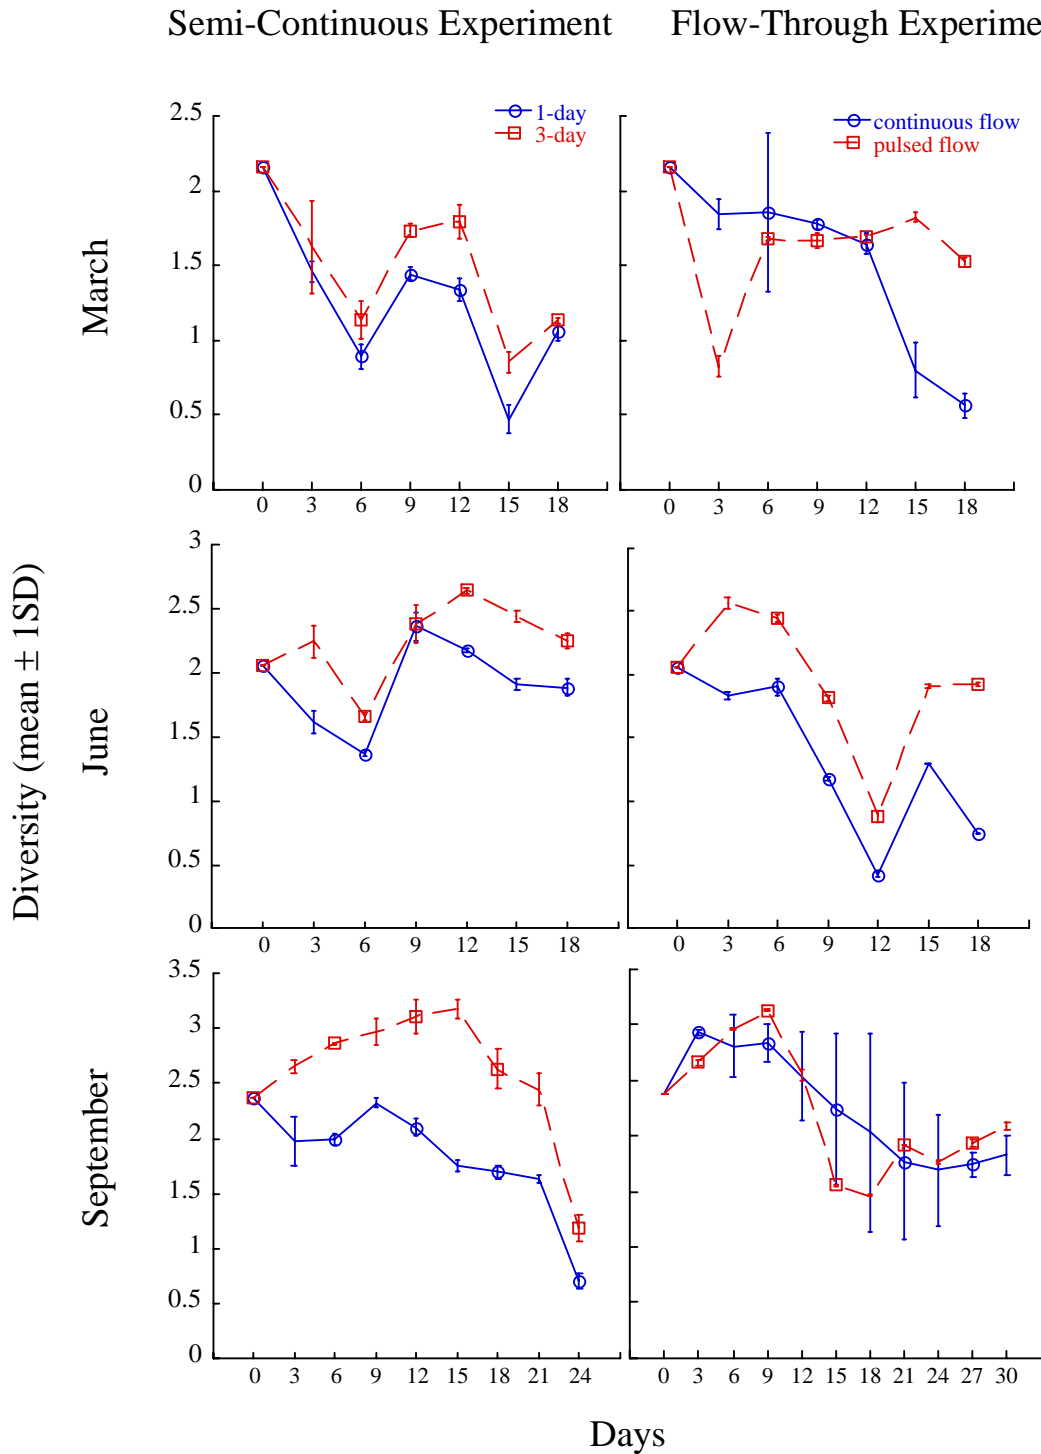 Semi-Continuous Experiment
Flow-Through Experime
1-day
3-day
continuous flow
pulsed flow
2.5
2
1.5
1
0.5
0
0 3 6 9 12 15 18
0 3 6 9 12 15 18
March
3
2.5
2
1.5
1
0.5
0
0 3 6 9 12 15 18
0 3 6 9 12 15 18
June
Diversity (mean ± 1SD)
3.5
3
2.5
2
1.5
1
0.5
0
0 3 6 9 12 15 18 21 24
0 3 6 9 12 15 18 21 24 27 30
September
Days